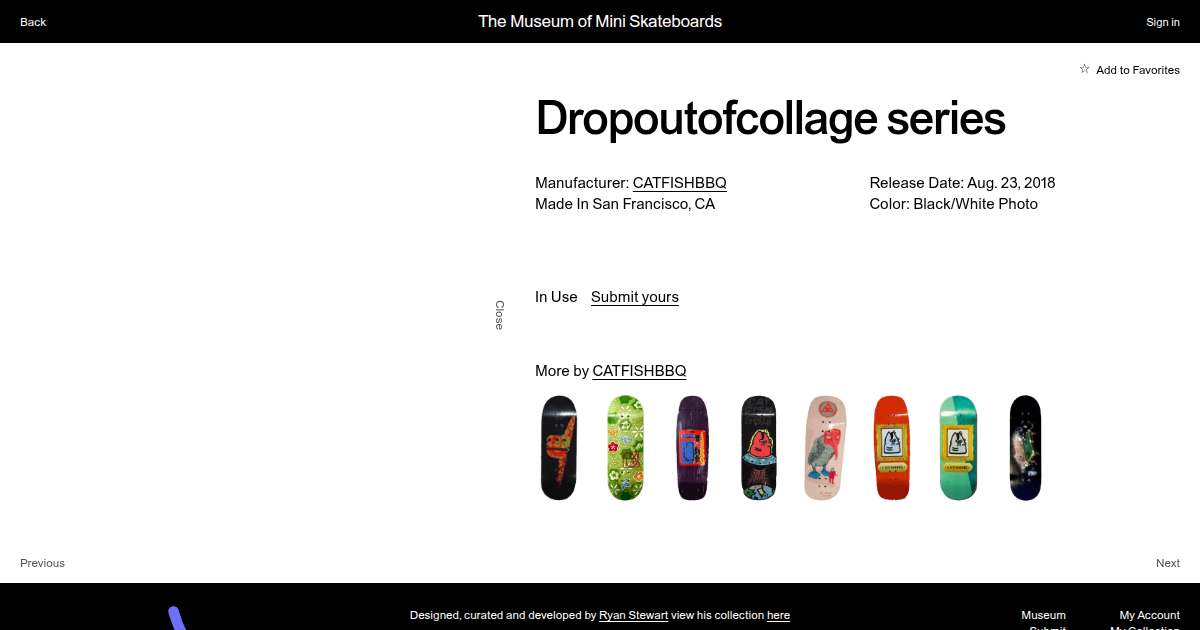 Back
The Museum of Mini Skateboards
Sign in
☆ Add to Favorites
Dropoutofcollage series
Manufacturer: CATFISHBBQ
Made In San Francisco, CA
Release Date: Aug. 23, 2018
Color: Black/White Photo
In Use Submit yours
Close
More by CATFISHBBQ
Previous
Next
Designed, curated and developed by Ryan Stewart view his collection here
Museum
My Account